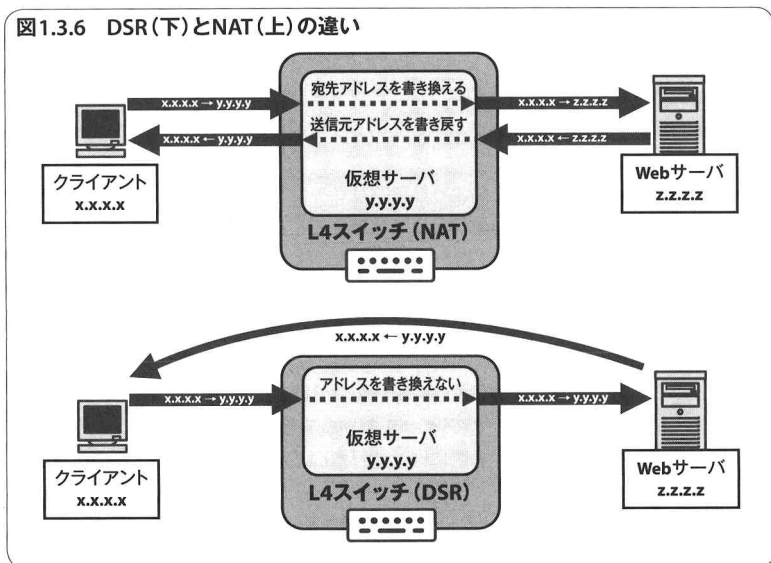 図1.3.6 DSR(下)とNAT(上)の違い
宛先アドレスを書き換える
x.x.x.x → y.y.y.y
x.x.x.x → z.z.z.z
送信元アドレスを書き戻す
x.x.x.x ← y.y.y.y
x.x.x.x ← z.z.z.z
クライアント
x.x.x.x
仮想サーバ
y.y.y.y
L4スイッチ(NAT)
Webサーバ
z.z.z.z
x.x.x.x ← y.y.y.y
アドレスを書き換えない
x.x.x.x → y.y.y.y
x.x.x.x → y.y.y.y
クライアント
x.x.x.x
仮想サーバ
y.y.y.y
L4スイッチ(DSR)
Webサーバ
z.z.z.z